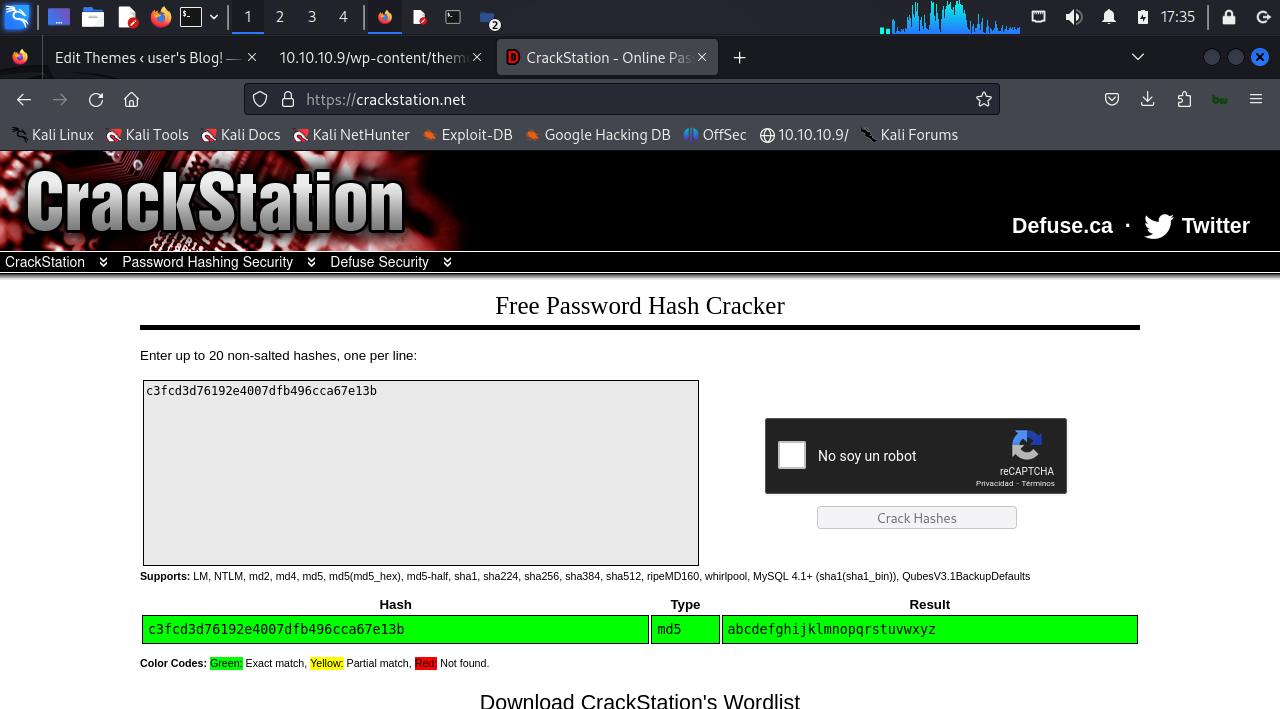 1 2 3 4 2 17:35
Edit Themes ‹ user's Blog! — 10.10.10.9/wp-content/them CrackStation - Online Pas
https://crackstation.net
Kali Linux Kali Tools Kali Docs Kali NetHunter Exploit-DB Google Hacking DB OffSec 10.10.10.9/ Kali Forums
CrackStation
Defuse.ca · Twitter
CrackStation Password Hashing Security Defuse Security
Free Password Hash Cracker
Enter up to 20 non-salted hashes, one per line:
c3fcd3d76192e4007dfb496cca67e13b
No soy un robot
reCAPTCHA
Privacidad - Términos
Crack Hashes
Supports: LM, NTLM, md2, md4, md5, md5(md5_hex), md5-half, sha1, sha224, sha256, sha384, sha512, ripeMD160, whirlpool, MySQL 4.1+ (sha1(sha1_bin)), QubesV3.1BackupDefaults
Hash Type Result
c3fcd3d76192e4007dfb496cca67e13b md5 abcdefghijklmnopqrstuvwxyz
Color Codes: Green: Exact match, Yellow: Partial match, Red: Not found.
Download CrackStation's Wordlist